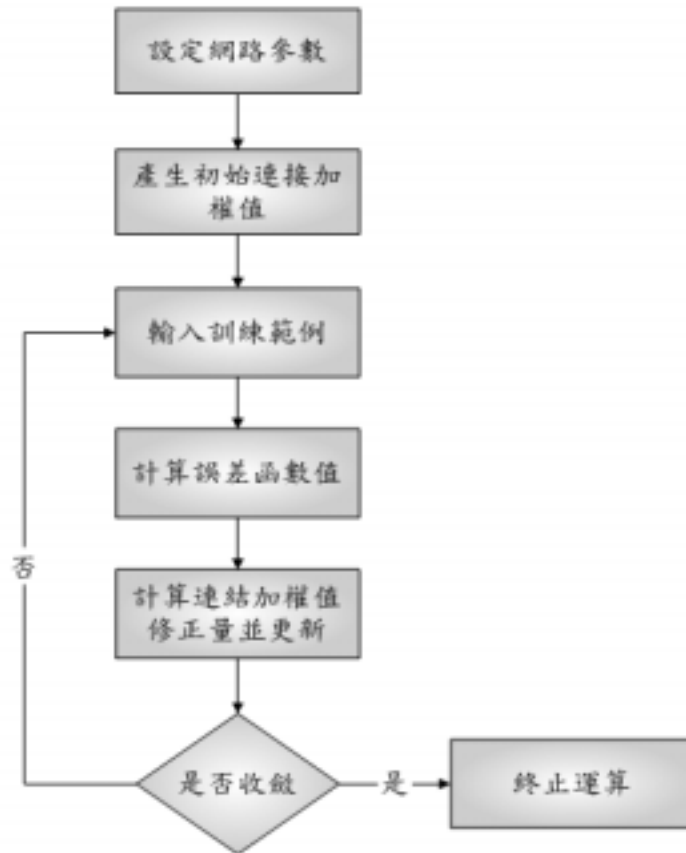 設定網路參數
產生初始連接加
權值
輸入訓練範例
計算誤差函數值
計算連結加權值
修正量並更新
否
是否收斂
是
終止運算